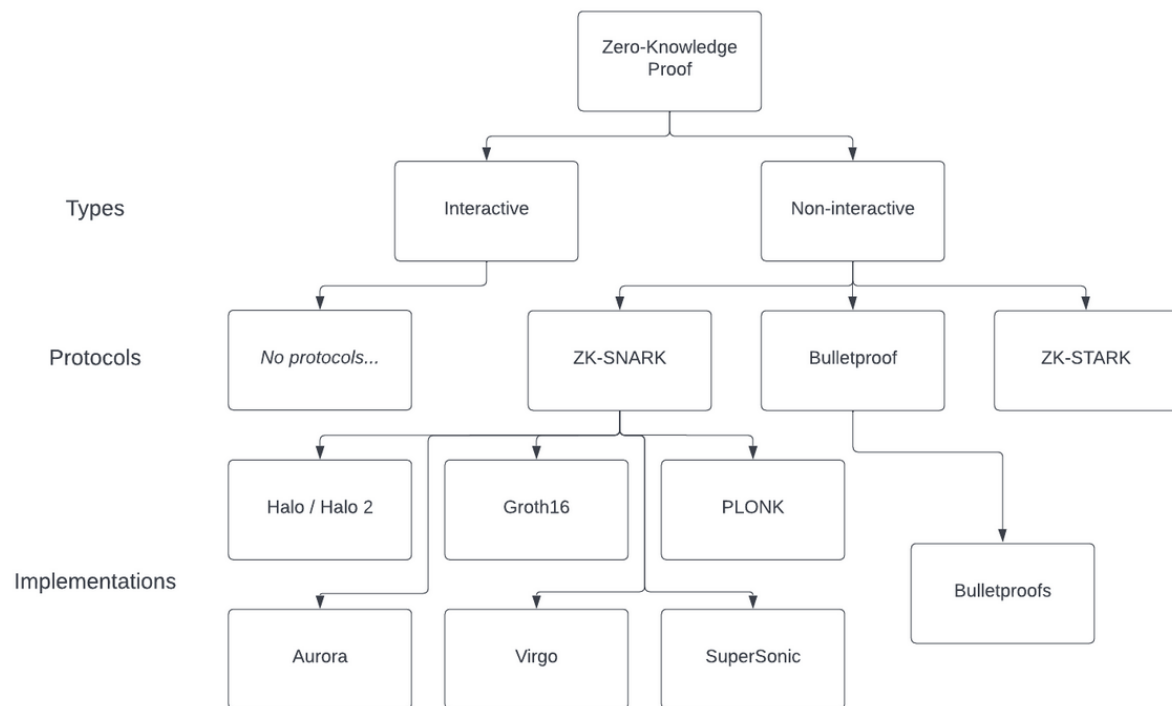 Zero-Knowledge
Proof
Types
Interactive
Non-interactive
Protocols
No protocols...
ZK-SNARK
Bulletproof
ZK-STARK
Halo / Halo 2
Groth16
PLONK
Implementations
Bulletproofs
Aurora
Virgo
SuperSonic